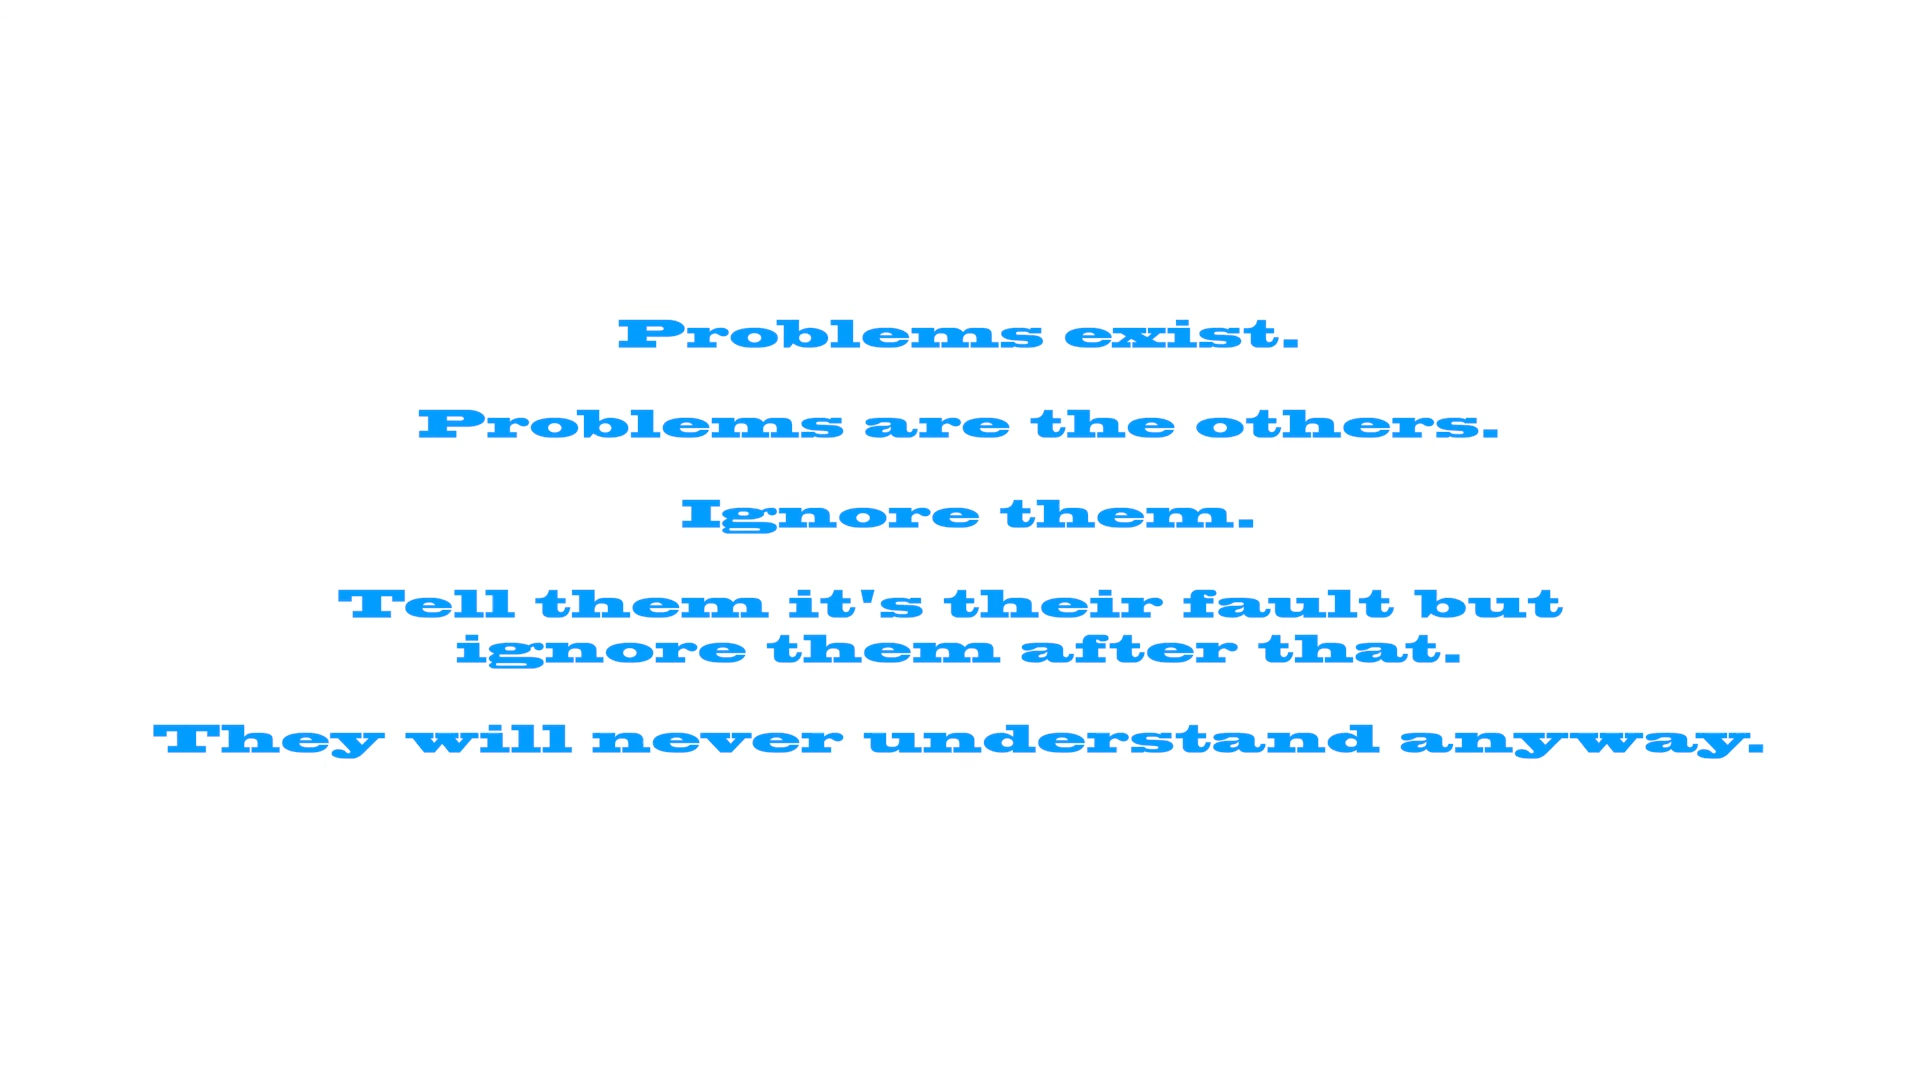 Problems exist.
Problems are the others.
Ignore them.
Tell them it's their fault but
ignore them after that.
They will never understand anyway.